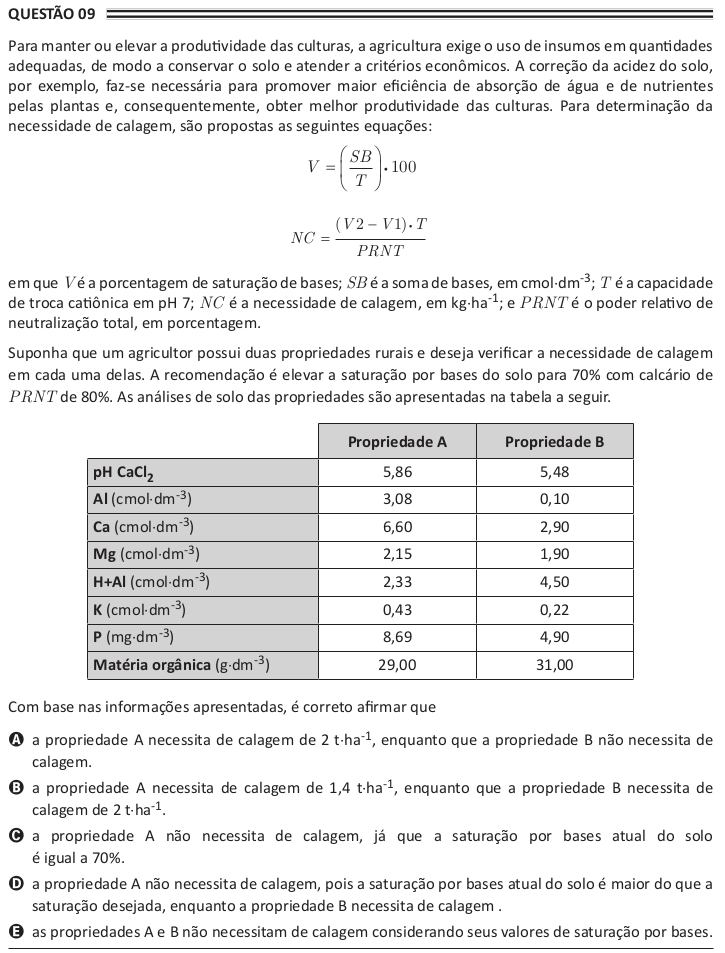 QUESTÃO 09
Para manter ou elevar a produtividade das culturas, a agricultura exige o uso de insumos em quantidades
adequadas, de modo a conservar o solo e atender a critérios econômicos. A correção da acidez do solo,
por exemplo, faz-se necessária para promover maior eficiência de absorção de água e de nutrientes
pelas plantas e, consequentemente, obter melhor produtividade das culturas. Para determinação da
necessidade de calagem, são propostas as seguintes equações:
V = (SB/T)·100
NC = (V2 − V1)·T / PRNT
em que V é a porcentagem de saturação de bases; SB é a soma de bases, em cmol·dm⁻³; T é a capacidade
de troca catiônica em pH 7; NC é a necessidade de calagem, em kg·ha⁻¹; e PRNT é o poder relativo de
neutralização total, em porcentagem.
Suponha que um agricultor possui duas propriedades rurais e deseja verificar a necessidade de calagem
em cada uma delas. A recomendação é elevar a saturação por bases do solo para 70% com calcário de
PRNT de 80%. As análises de solo das propriedades são apresentadas na tabela a seguir.
Propriedade A Propriedade B
pH CaCl₂ 5,86 5,48
Al (cmol·dm⁻³) 3,08 0,10
Ca (cmol·dm⁻³) 6,60 2,90
Mg (cmol·dm⁻³) 2,15 1,90
H+Al (cmol·dm⁻³) 2,33 4,50
K (cmol·dm⁻³) 0,43 0,22
P (mg·dm⁻³) 8,69 4,90
Matéria orgânica (g·dm⁻³) 29,00 31,00
Com base nas informações apresentadas, é correto afirmar que
A a propriedade A necessita de calagem de 2 t·ha⁻¹, enquanto que a propriedade B não necessita de
calagem.
B a propriedade A necessita de calagem de 1,4 t·ha⁻¹, enquanto que a propriedade B necessita de
calagem de 2 t·ha⁻¹.
C a propriedade A não necessita de calagem, já que a saturação por bases atual do solo
é igual a 70%.
D a propriedade A não necessita de calagem, pois a saturação por bases atual do solo é maior do que a
saturação desejada, enquanto a propriedade B necessita de calagem .
E as propriedades A e B não necessitam de calagem considerando seus valores de saturação por bases.